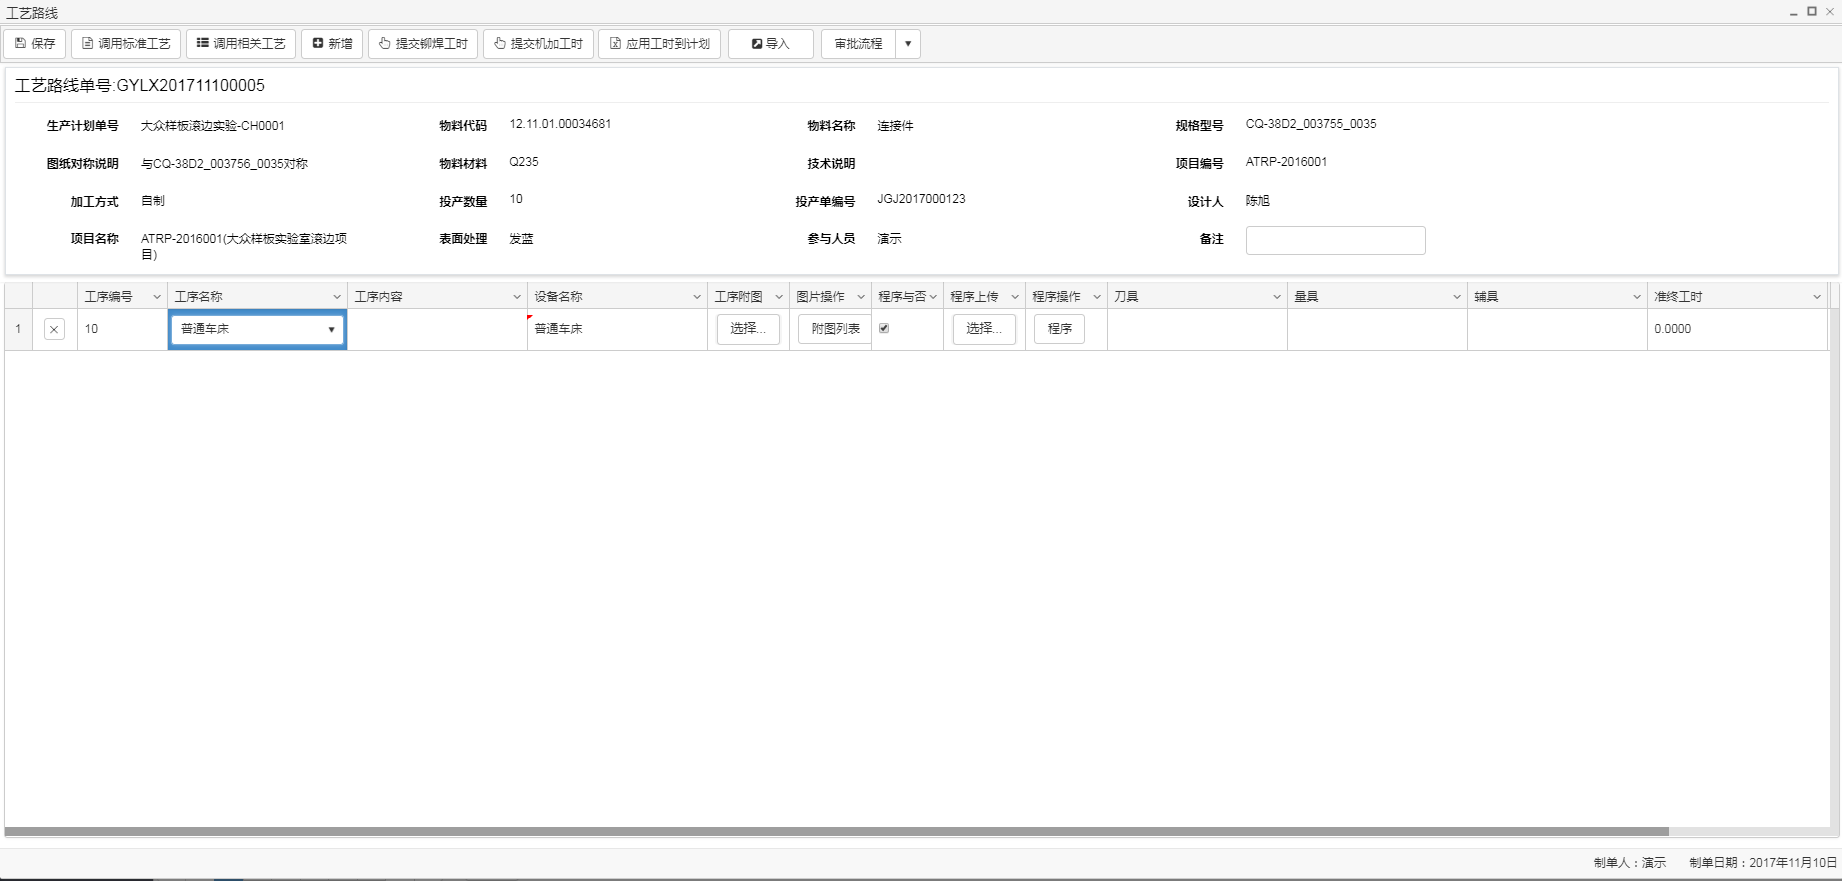 工艺路线
保存 调用标准工艺 调用相关工艺 新增 提交铆焊工时 提交机加工时 应用工时到计划 导入 审批流程
工艺路线单号:GYLX201711100005
生产计划单号 大众样板滚边实验-CH0001 物料代码 12.11.01.00034681 物料名称 连接件 规格型号 CQ-38D2_003755_0035
图纸对称说明 与CQ-38D2_003756_0035对称 物料材料 Q235 技术说明 项目编号 ATRP-2016001
加工方式 自制 投产数量 10 投产单编号 JGJ2017000123 设计人 陈旭
项目名称 ATRP-2016001(大众样板实验室滚边项 表面处理 发蓝 参与人员 演示 备注
目)
工序编号 工序名称 工序内容 设备名称 工序附图 图片操作 程序与否 程序上传 程序操作 刀具 量具 辅具 准终工时
1 10 普通车床 普通车床 选择... 附图列表 选择... 程序 0.0000
制单人：演示 制单日期：2017年11月10日